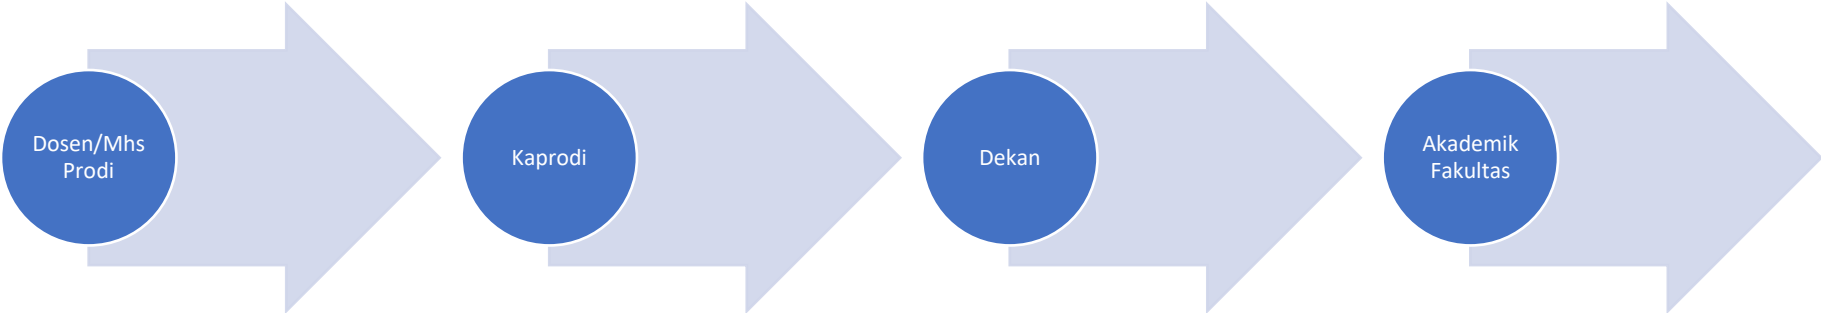 Dosen/Mhs
Prodi
Kaprodi
Dekan
Akademik
Fakultas